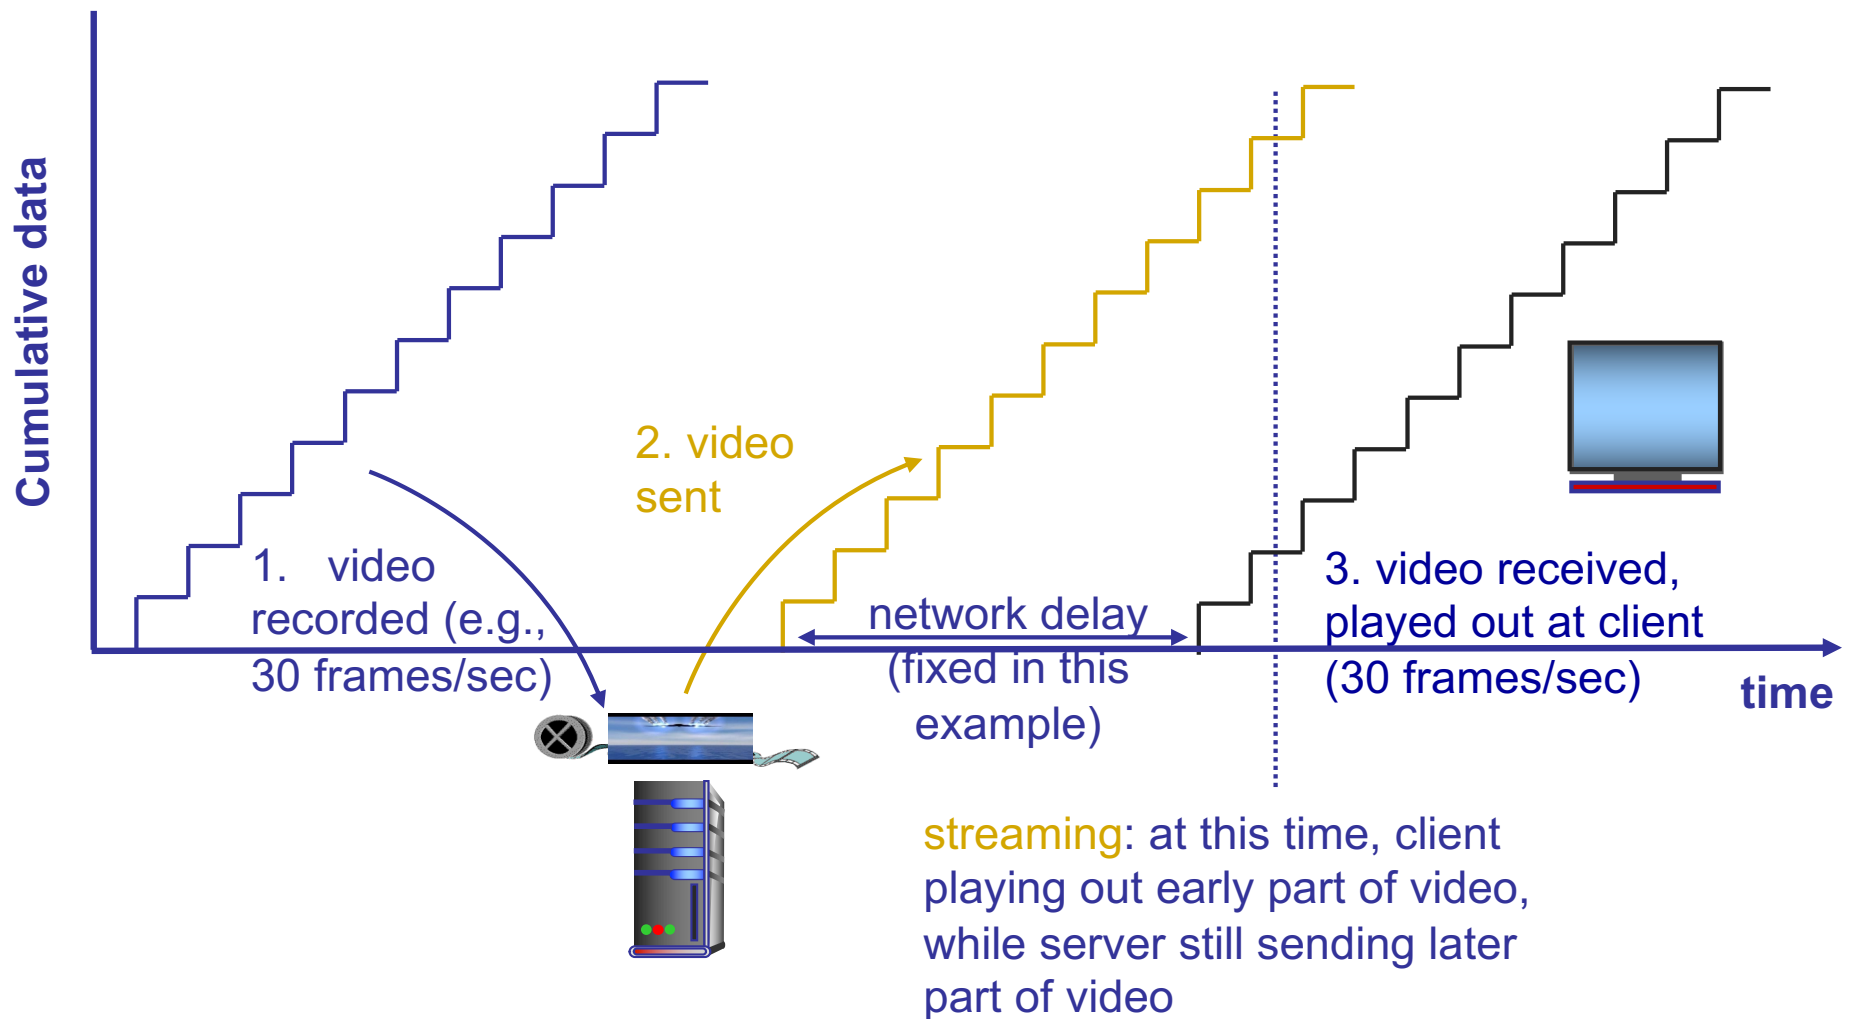 Cumulative data
1. video
recorded (e.g.,
30 frames/sec)
2. video
sent
network delay
(fixed in this
example)
3. video received,
played out at client
(30 frames/sec)
time
streaming: at this time, client
playing out early part of video,
while server still sending later
part of video